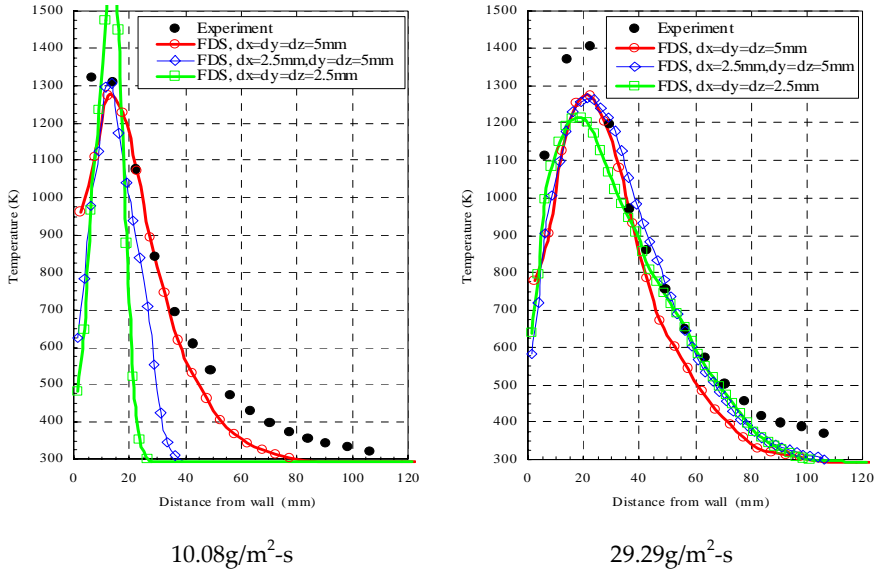 1500
1400
1300
1200
1100
1000
900
800
700
600
500
400
300
Temperature (K)
Experiment
FDS, dx=dy=dz=5mm
FDS, dx=2.5mm,dy=dz=5mm
FDS, dx=dy=dz=2.5mm
0 20 40 60 80 100 120
Distance from wall (mm)
10.08g/m²-s
1500
1400
1300
1200
1100
1000
900
800
700
600
500
400
300
Temperature (K)
Experiment
FDS, dx=dy=dz=5mm
FDS, dx=2.5mm,dy=dz=5mm
FDS, dx=dy=dz=2.5mm
0 20 40 60 80 100 120
Distance from wall (mm)
29.29g/m²-s